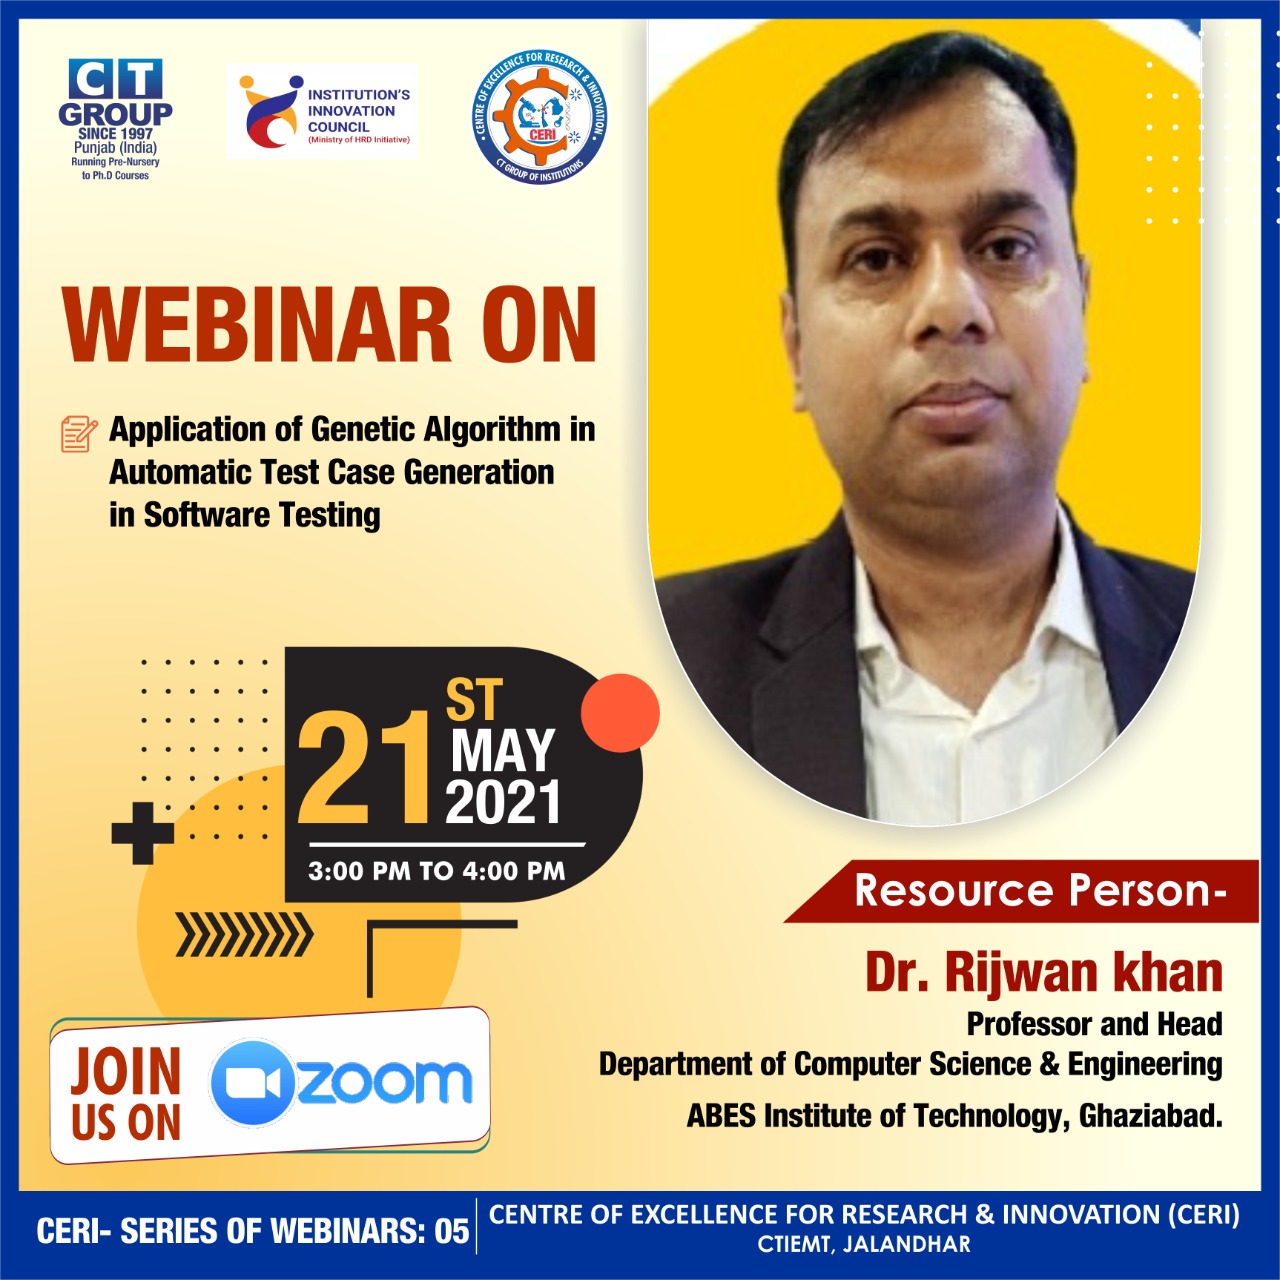 CT
GROUP
SINCE 1997
Punjab (India)
Running Pre-Nursery
to Ph.D Courses
INSTITUTION'S
INNOVATION
COUNCIL
(Ministry of HRD Initiative)
CENTRE OF EXCELLENCE FOR RESEARCH & INNOVATION
CERI
CT GROUP OF INSTITUTIONS
WEBINAR ON
Application of Genetic Algorithm in
Automatic Test Case Generation
in Software Testing
21ST
MAY
2021
3:00 PM TO 4:00 PM
Resource Person-
Dr. Rijwan khan
Professor and Head
Department of Computer Science & Engineering
ABES Institute of Technology, Ghaziabad.
JOIN
US ON
zoom
CERI- SERIES OF WEBINARS: 05
CENTRE OF EXCELLENCE FOR RESEARCH & INNOVATION (CERI)
CTIEMT, JALANDHAR